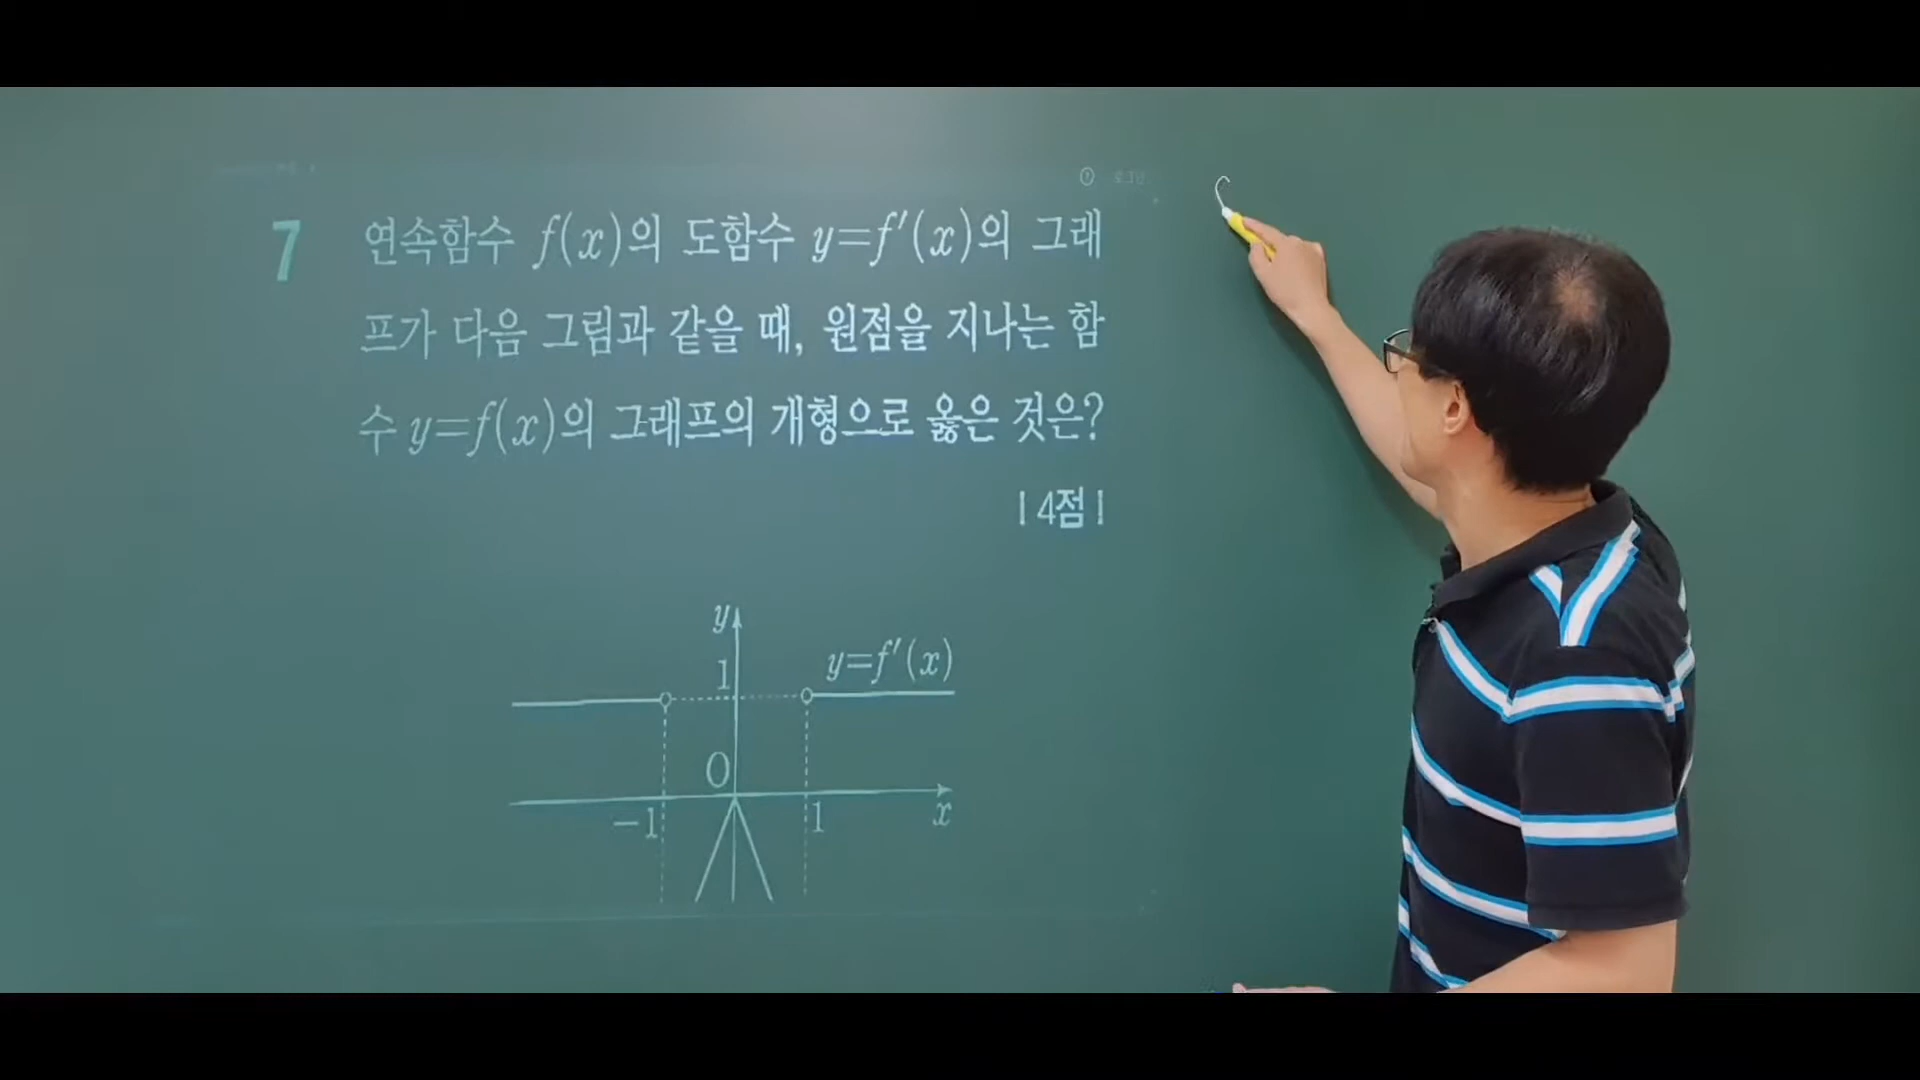 7 연속함수 f(x)의 도함수 y=f′(x)의 그래
프가 다음 그림과 같을 때, 원점을 지나는 함
수 y=f(x)의 그래프의 개형으로 옳은 것은?
| 4점 |
y
1
y=f′(x)
O
−1
1
x